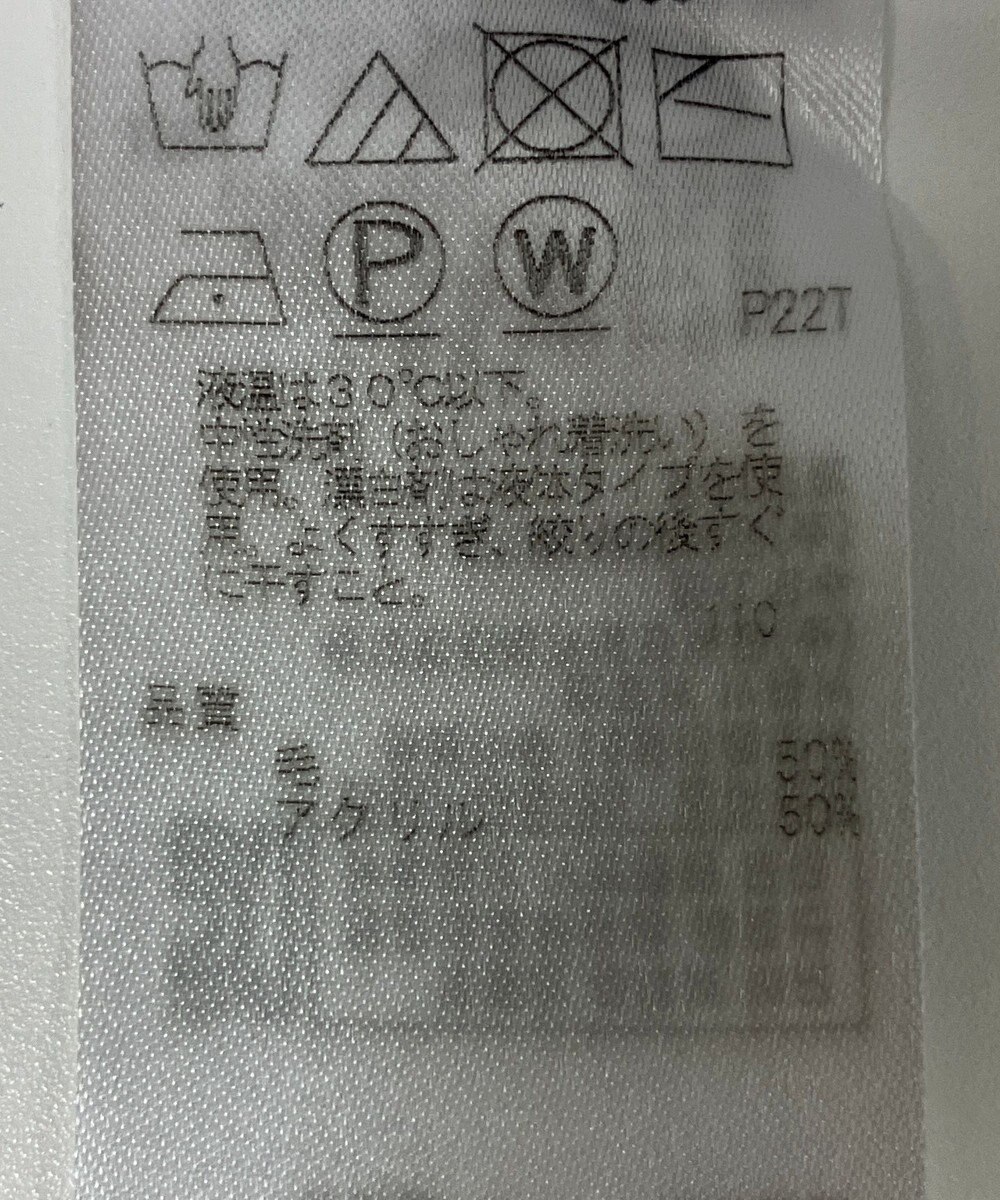 P W
P22T
液温は30℃以下。
中性洗剤（おしゃれ着洗い）を
使用。漂白剤は液体タイプを使
用。よくすすぎ、絞りの後すぐ
に干すこと。
110
品質
毛 50%
アクリル 50%